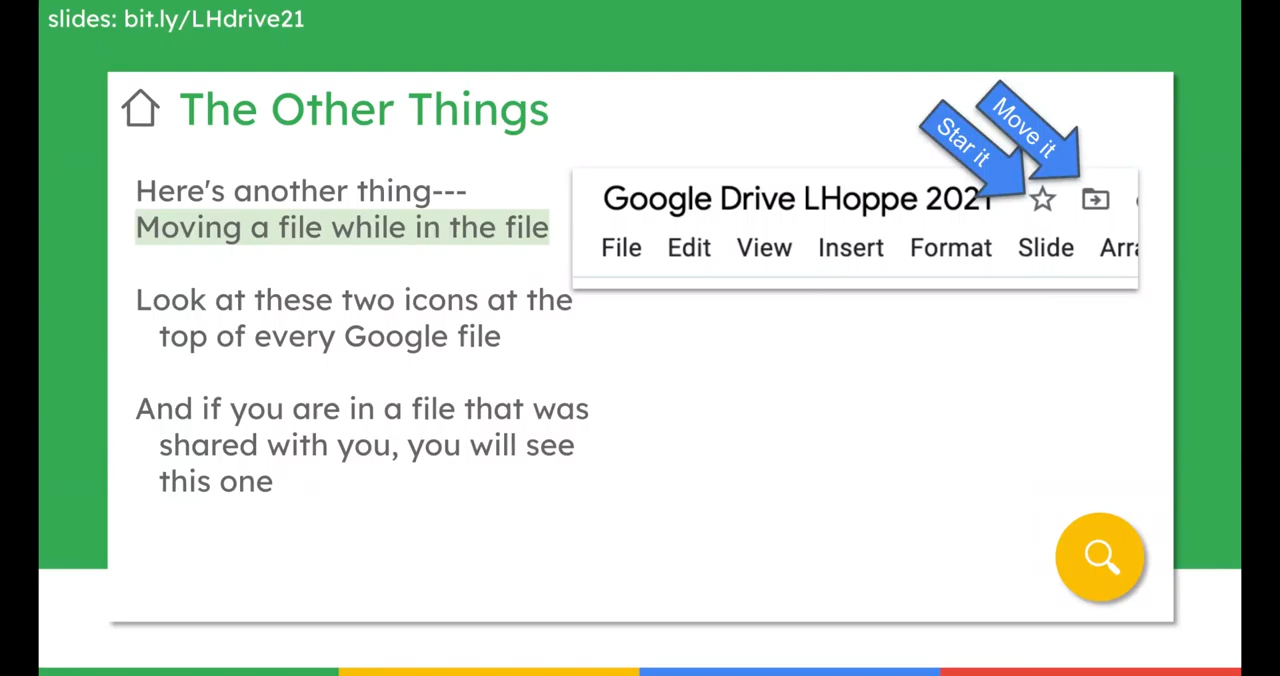 slides: bit.ly/LHdrive21
The Other Things
Here's another thing---
Moving a file while in the file
Look at these two icons at the
top of every Google file
And if you are in a file that was
shared with you, you will see
this one
Star it
Move it
Google Drive LHoppe 2021
File Edit View Insert Format Slide